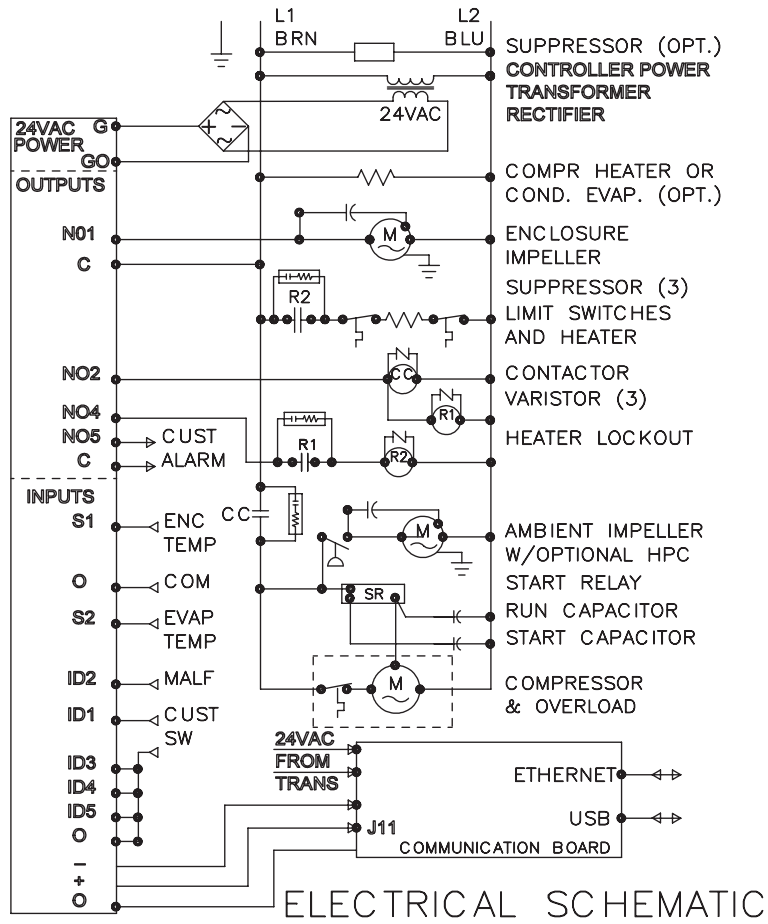 L1 L2
BRN BLU
SUPPRESSOR (OPT.)
CONTROLLER POWER
TRANSFORMER
RECTIFIER
24VAC
24VAC
POWER
G
GO
OUTPUTS
COMPR HEATER OR
COND. EVAP. (OPT.)
N01
M
ENCLOSURE
IMPELLER
C
SUPPRESSOR (3)
R2
LIMIT SWITCHES
AND HEATER
NO2
CC
CONTACTOR
VARISTOR (3)
NO4
R1
NO5
CUST
HEATER LOCKOUT
C
ALARM
R1
R2
INPUTS
S1
ENC
TEMP
CC
M
AMBIENT IMPELLER
W/OPTIONAL HPC
O
COM
START RELAY
SR
RUN CAPACITOR
S2
EVAP
TEMP
START CAPACITOR
ID2
MALF
M
COMPRESSOR
& OVERLOAD
ID1
CUST
SW
24VAC
FROM
TRANS
ID3
ID4
ID5
O
ETHERNET
USB
J11
COMMUNICATION BOARD
–
+
O
ELECTRICAL SCHEMATIC